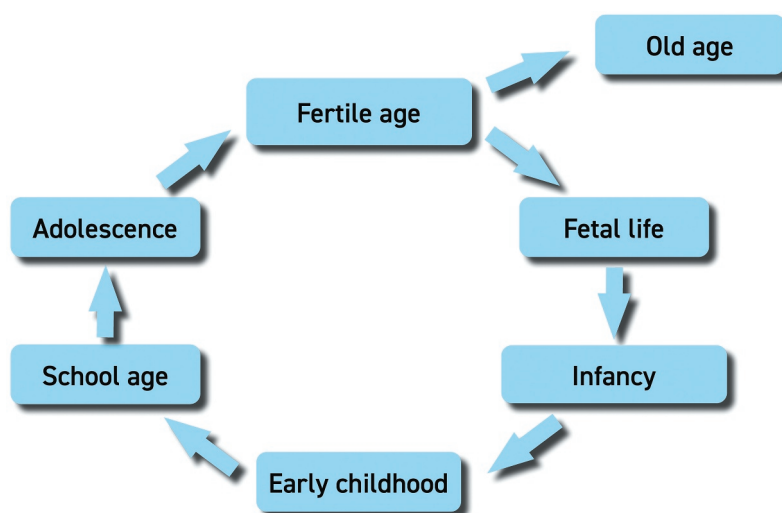 Old age
Fertile age
Adolescence
Fetal life
School age
Infancy
Early childhood